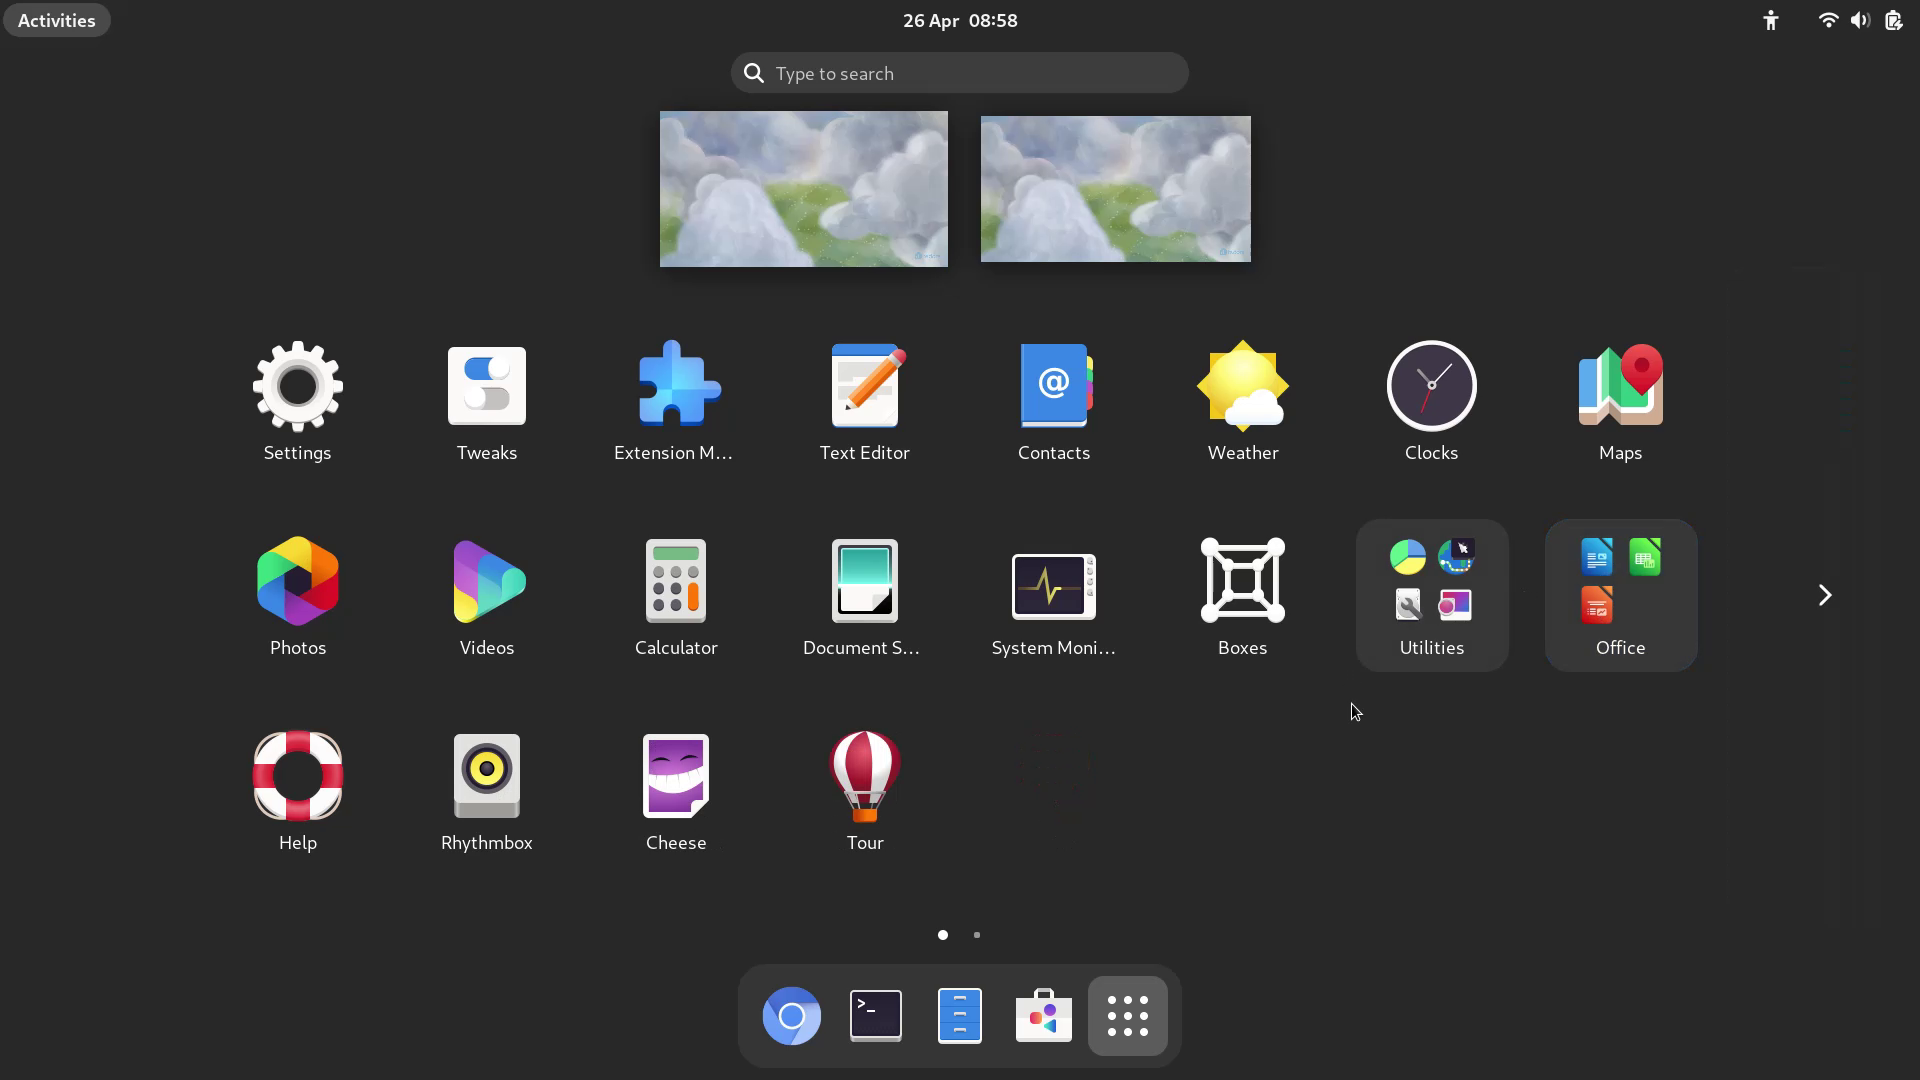 Activities
26 Apr 08:58
Type to search
Settings
Tweaks
Extension M...
Text Editor
Contacts
Weather
Clocks
Maps
Photos
Videos
Calculator
Document S...
System Moni...
Boxes
Utilities
Office
Help
Rhythmbox
Cheese
Tour